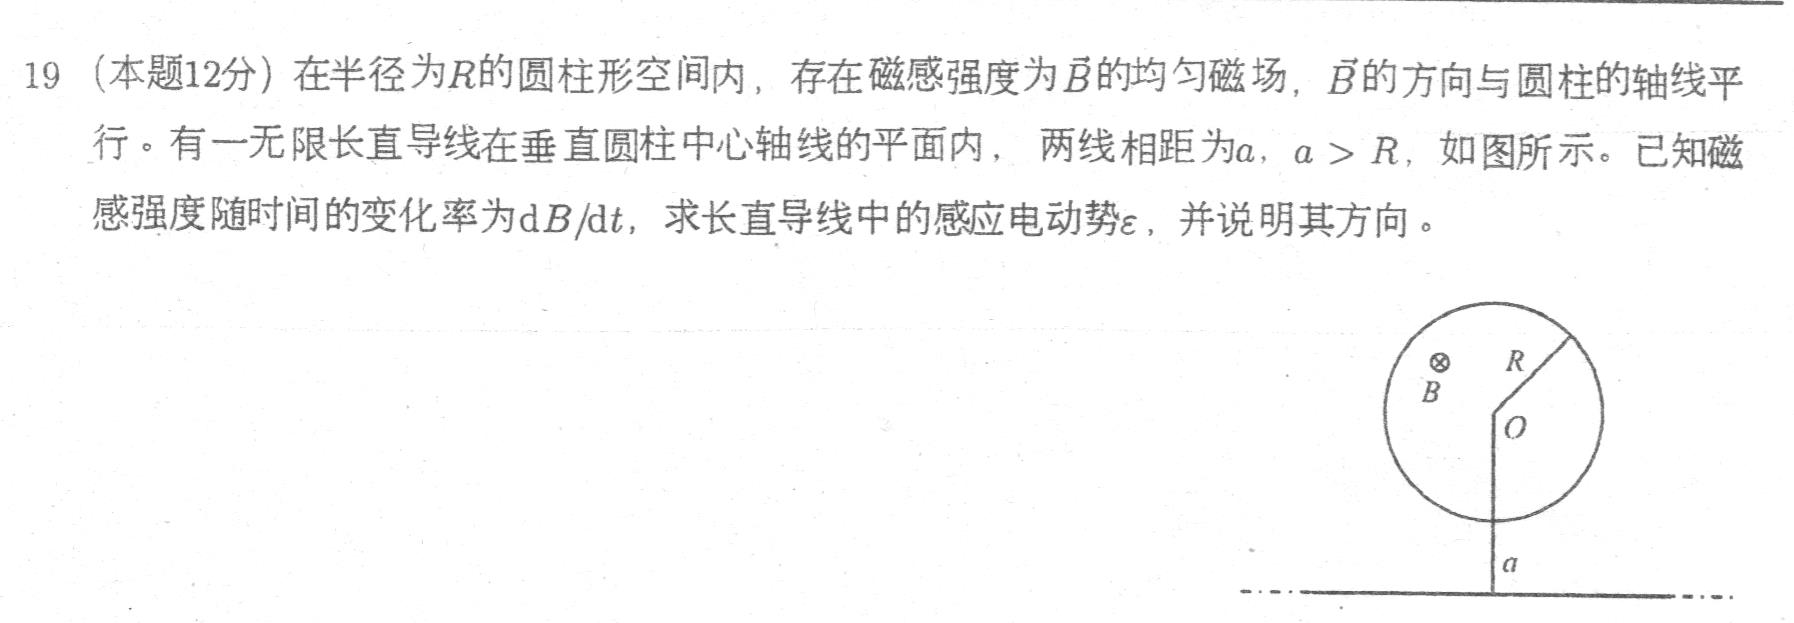 19 (本题12分) 在半径为R的圆柱形空间内，存在磁感强度为B⃗的均匀磁场，B⃗的方向与圆柱的轴线平
行。有一无限长直导线在垂直圆柱中心轴线的平面内，两线相距为a，a > R，如图所示。已知磁
感强度随时间的变化率为dB/dt，求长直导线中的感应电动势ε，并说明其方向。
⊗ R
B
O
a